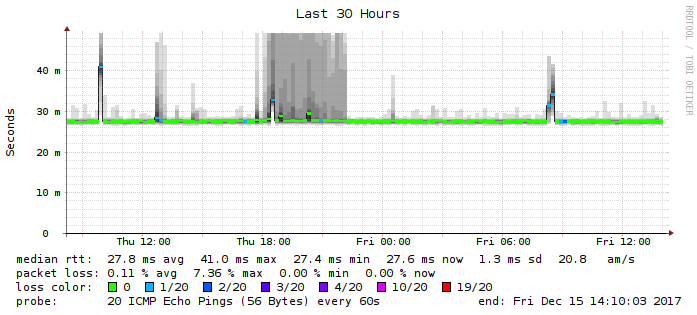 Last 30 Hours
RRDTOOL / TOBI OETIKER
Seconds
40 m
30 m
20 m
10 m
0
Thu 12:00 Thu 18:00 Fri 00:00 Fri 06:00 Fri 12:00
median rtt: 27.8 ms avg 41.0 ms max 27.4 ms min 27.6 ms now 1.3 ms sd 20.8 am/s
packet loss: 0.11 % avg 7.36 % max 0.00 % min 0.00 % now
loss color: 0 1/20 2/20 3/20 4/20 10/20 19/20
probe: 20 ICMP Echo Pings (56 Bytes) every 60s end: Fri Dec 15 14:10:03 2017